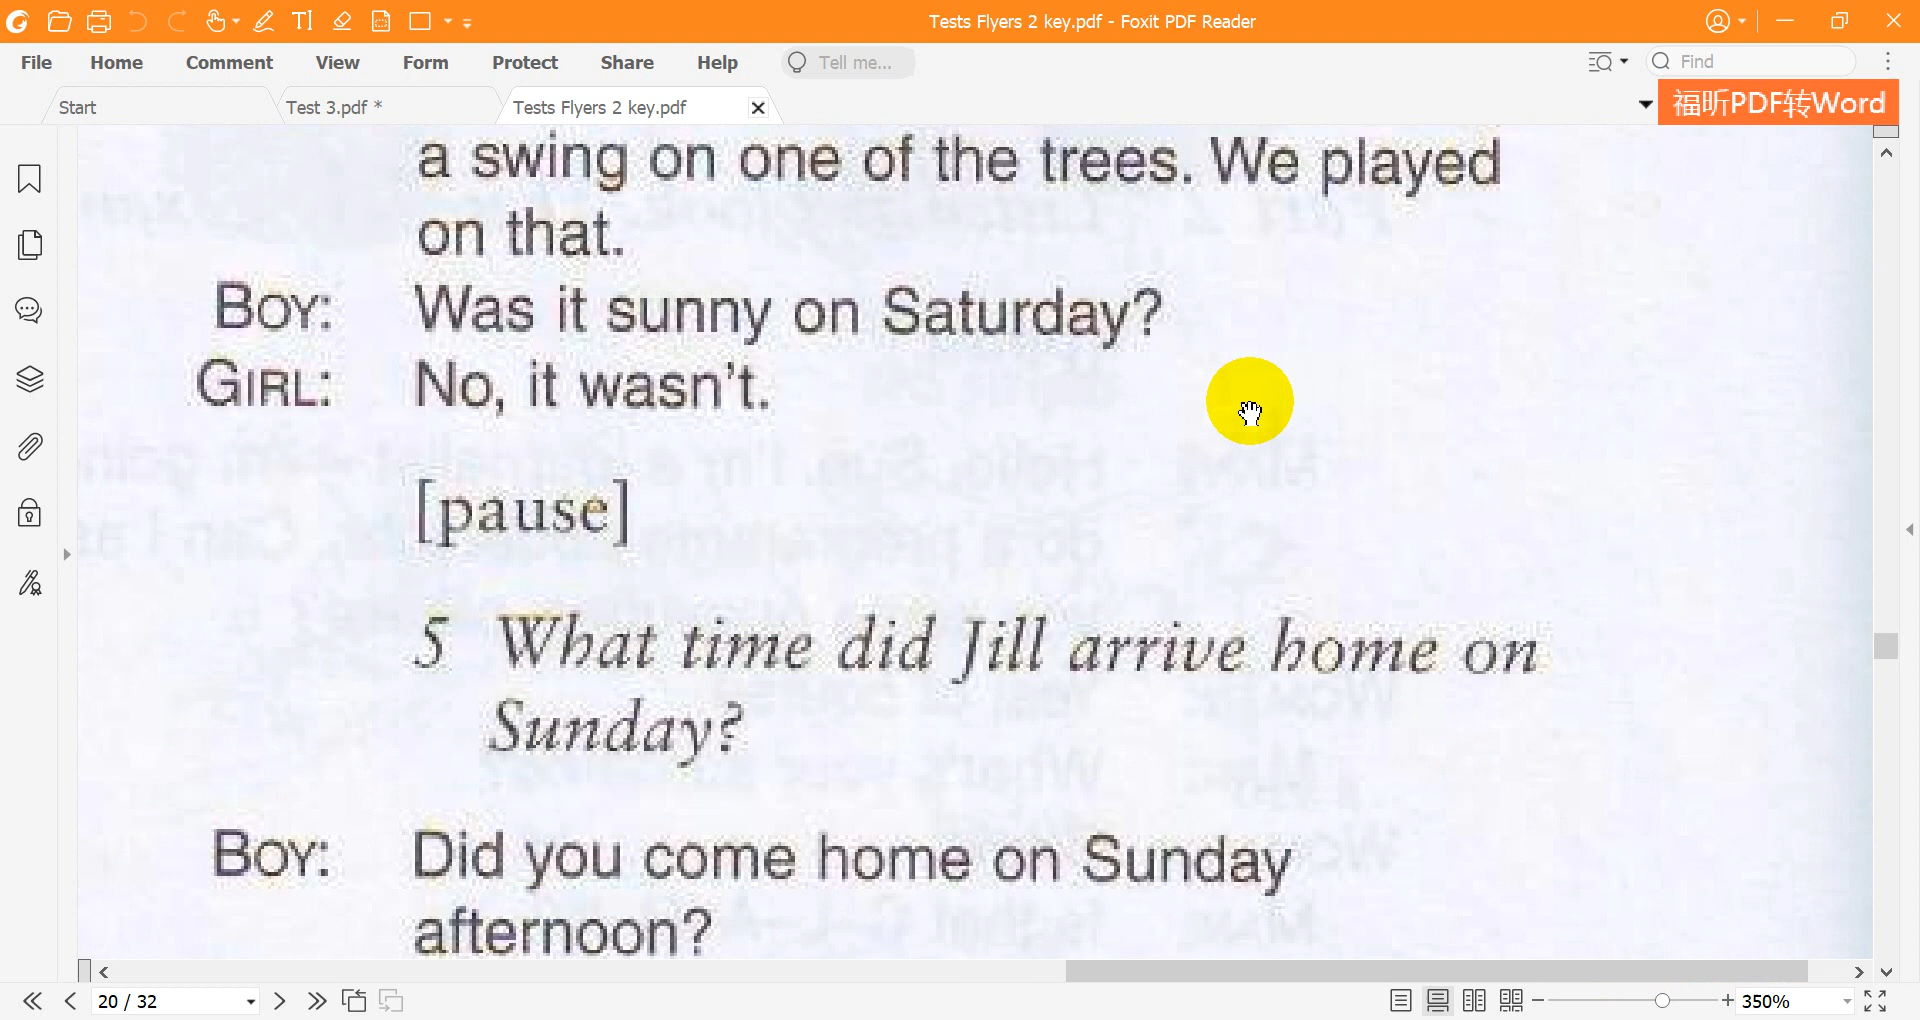 Tests Flyers 2 key.pdf - Foxit PDF Reader
File Home Comment View Form Protect Share Help Tell me... Find
Start Test 3.pdf * Tests Flyers 2 key.pdf 福昕PDF转Word
a swing on one of the trees. We played
on that.
BOY: Was it sunny on Saturday?
GIRL: No, it wasn't.
[pause]
5 What time did Jill arrive home on
Sunday?
BOY: Did you come home on Sunday
afternoon?
20 / 32 350%